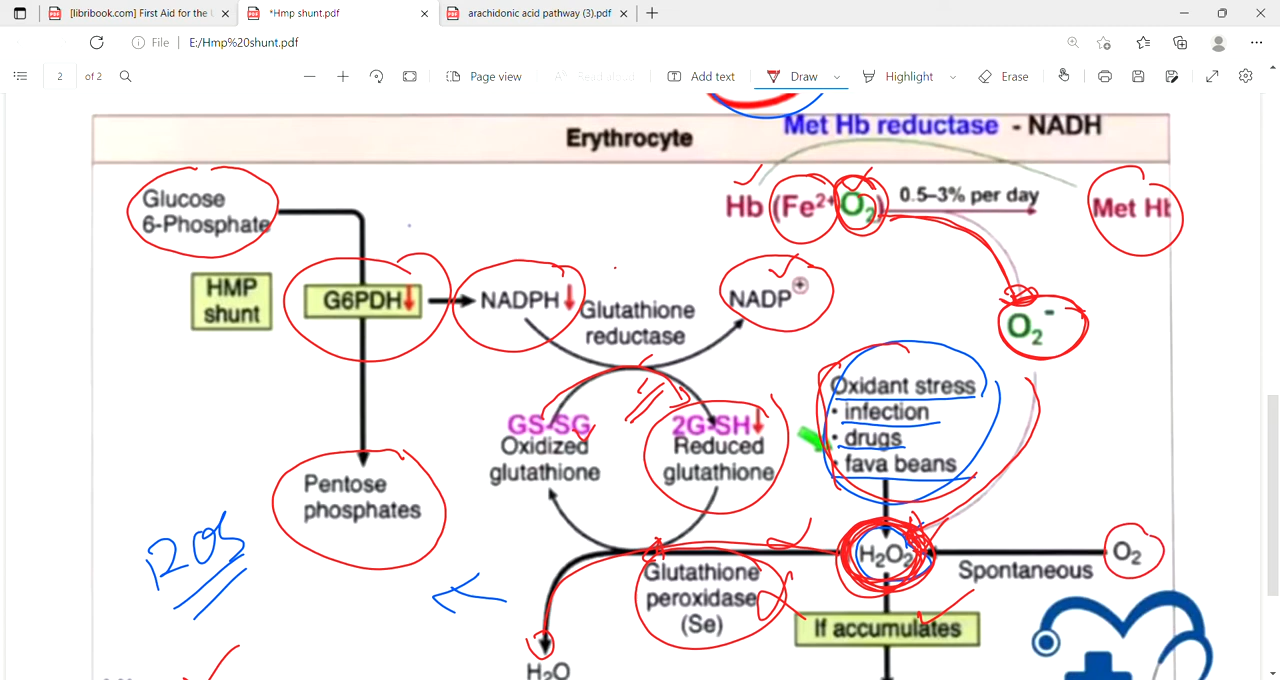 [libribook.com] First Aid for the
*Hmp shunt.pdf
arachidonic acid pathway (3).pdf
File
E:/Hmp%20shunt.pdf
2
of 2
Page view
Read aloud
Add text
Draw
Highlight
Erase
Erythrocyte
Met Hb reductase - NADH
Glucose
6-Phosphate
Hb (Fe2+ O2)
0.5–3% per day
Met Hb
HMP
shunt
G6PDH
NADPH
Glutathione
reductase
NADP+
O2-
Oxidant stress
• infection
• drugs
• fava beans
GS-SG
Oxidized
glutathione
2G-SH
Reduced
glutathione
Pentose
phosphates
ROS
H2O2
Spontaneous
O2
Glutathione
peroxidase
(Se)
If accumulates
H2O